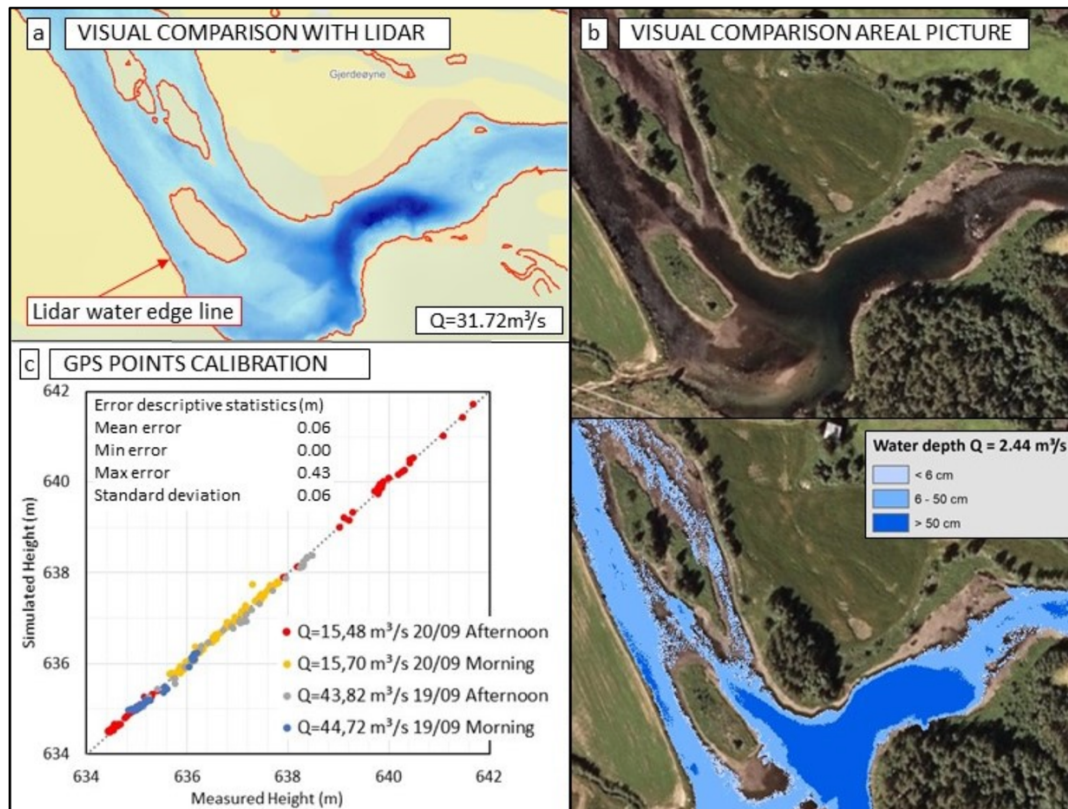 a
VISUAL COMPARISON WITH LIDAR
Gjerdeøyne
Lidar water edge line
Q=31.72m³/s
b
VISUAL COMPARISON AREAL PICTURE
Water depth Q = 2.44 m³/s
< 6 cm
6 - 50 cm
> 50 cm
c
GPS POINTS CALIBRATION
Error descriptive statistics (m)
Mean error 0.06
Min error 0.00
Max error 0.43
Standard deviation 0.06
Simulated Height (m)
642
640
638
636
634
Q=15,48 m³/s 20/09 Afternoon
Q=15,70 m³/s 20/09 Morning
Q=43,82 m³/s 19/09 Afternoon
Q=44,72 m³/s 19/09 Morning
634 636 638 640 642
Measured Height (m)